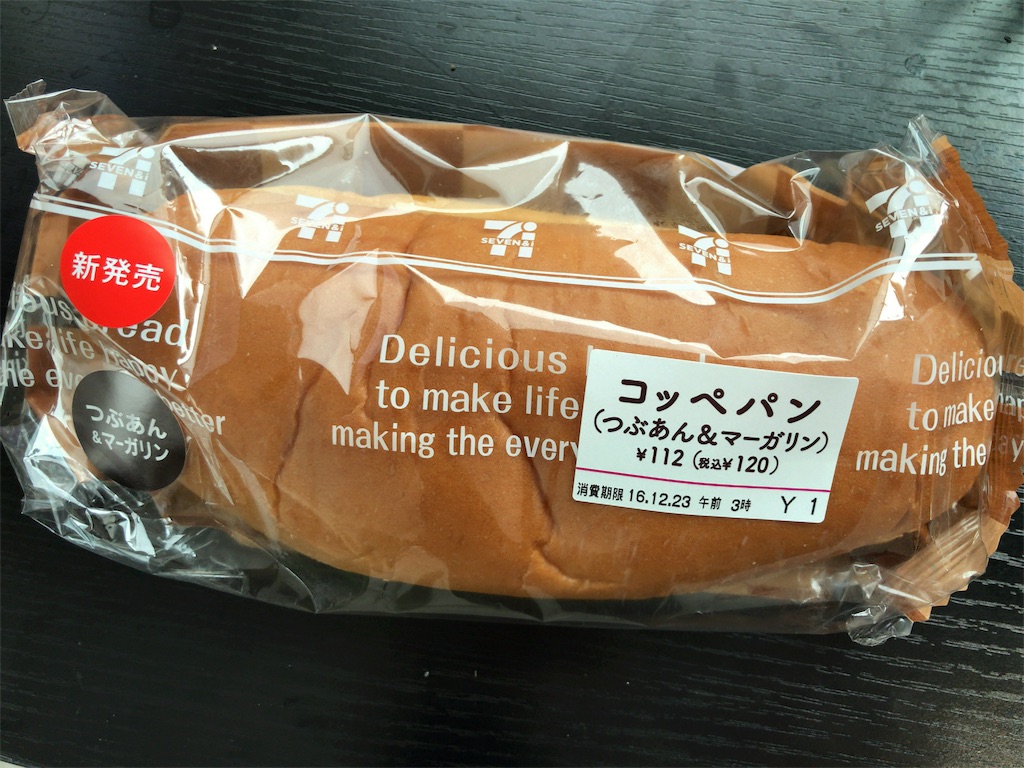 SEVEN&i
SEVEN&i
SEVEN&i
SEVEN&i
SEVEN&i
新発売
つぶあん
&マーガリン
Delicious
to make life
making the every
コッペパン
(つぶあん&マーガリン)
¥112 (税込¥120)
消費期限 16.12.23 午前 3時 Y 1
Delicious
to make
making the